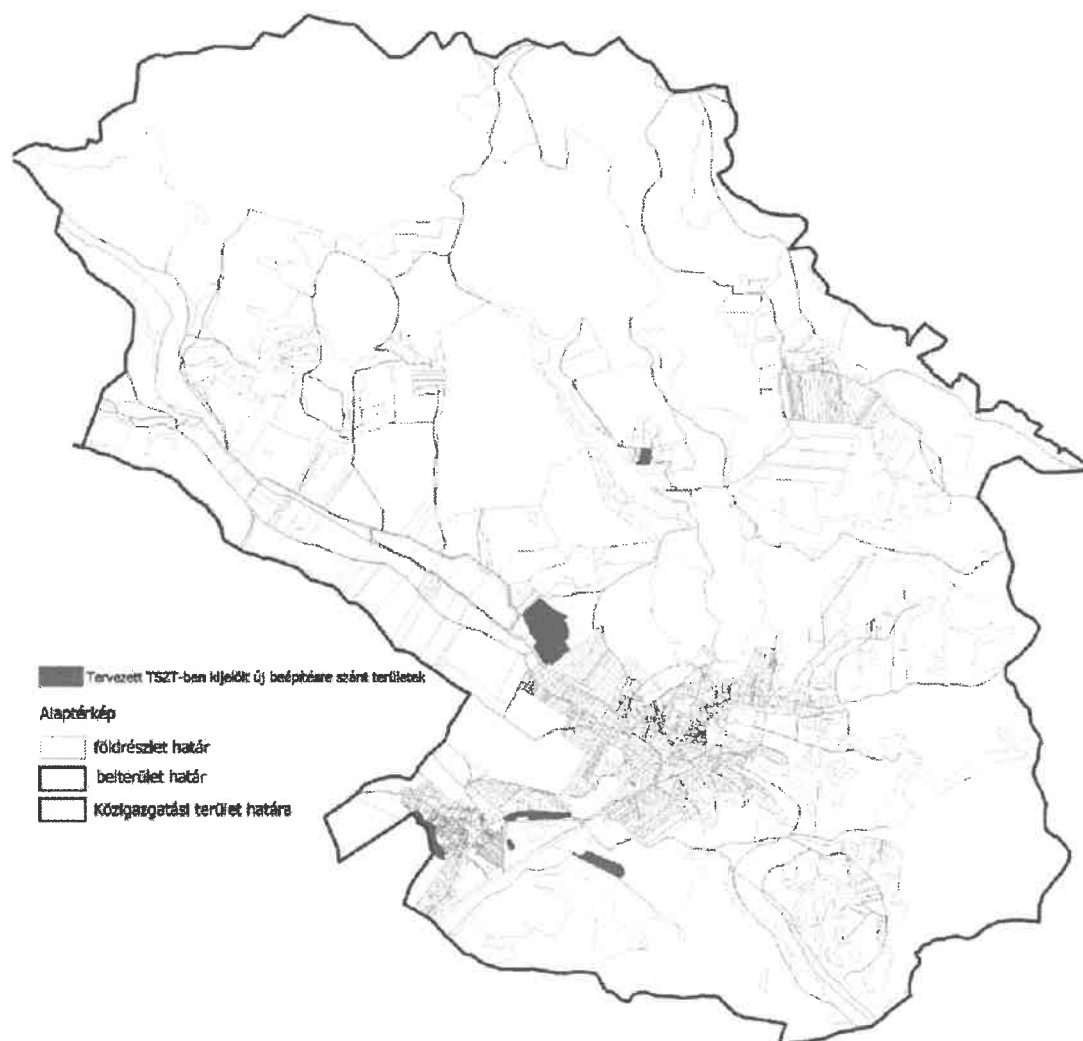 Tervezett TSZT-ben kijelölt új beépítésre szánt területek
Alaptérkép
földrészlet határ
belterület határ
Közigazgatási terület határa